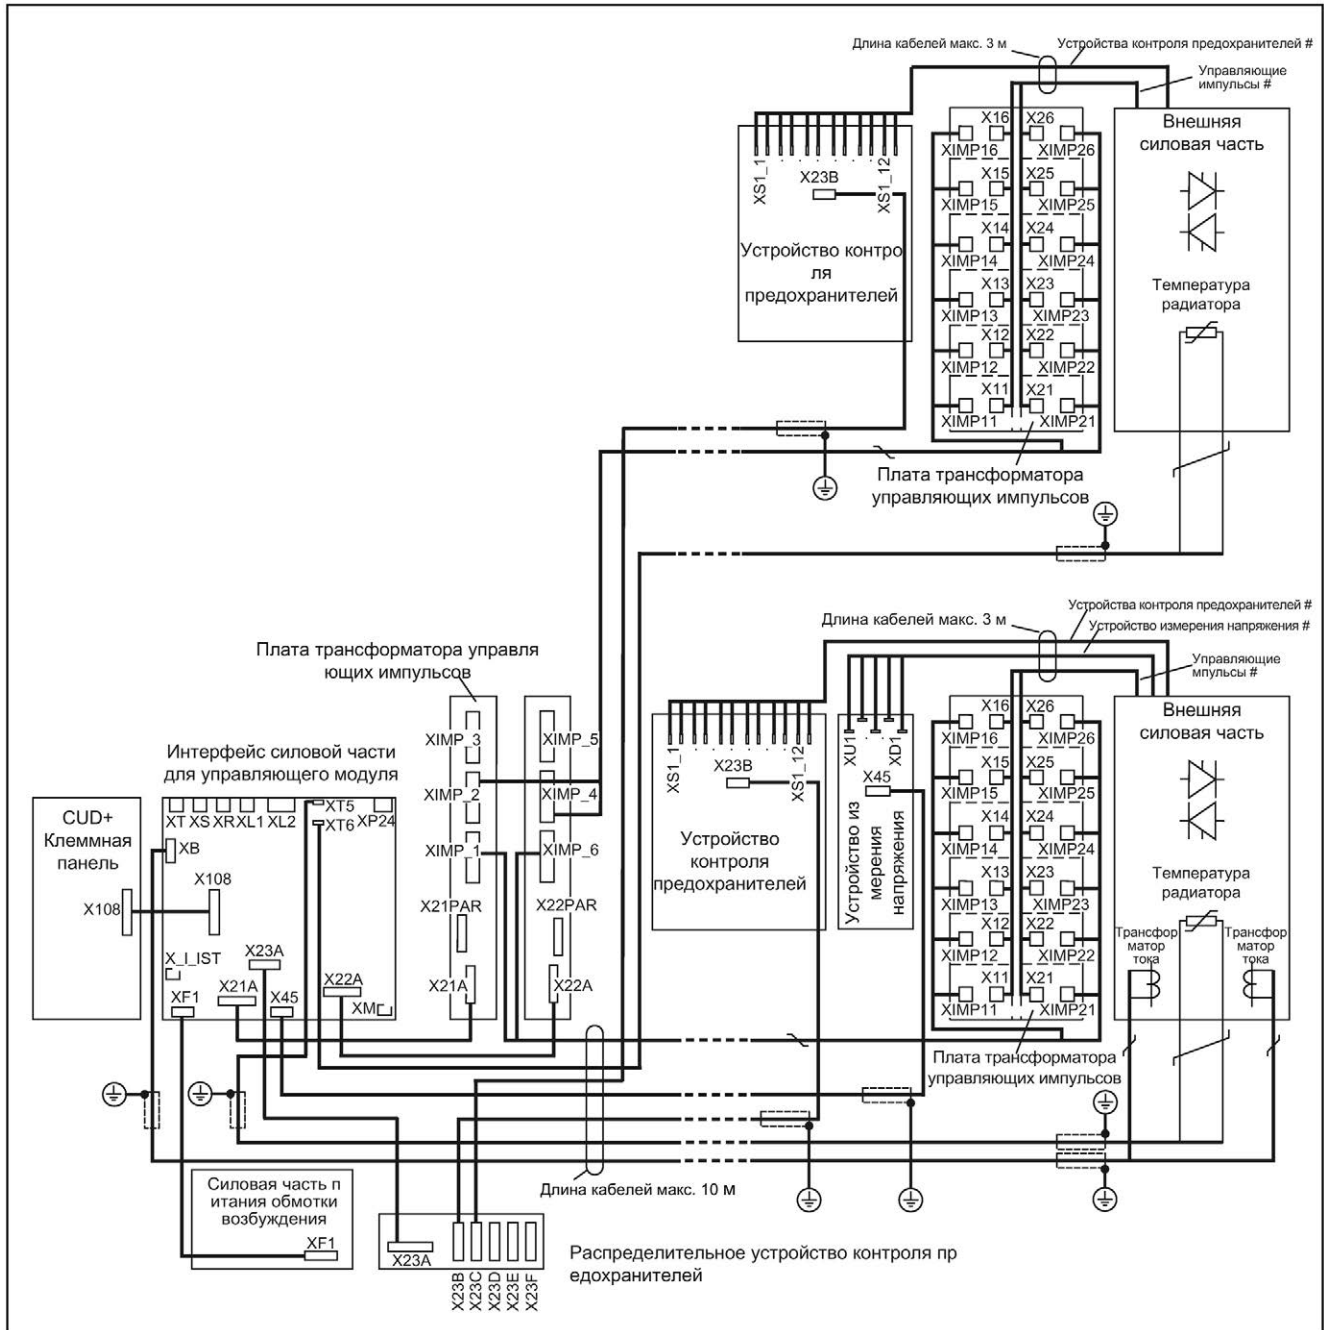 Длина кабелей макс. 3 м
Устройства контроля предохранителей #
Управляющие
импульсы #
Внешняя
силовая часть
X16 X26
XIMP16 XIMP26
X15 X25
XIMP15 XIMP25
X14 X24
XIMP14 XIMP24
X13 X23
XIMP13 XIMP23
X12 X22
XIMP12 XIMP22
X11 X21
XIMP11 XIMP21
XS1_1
XS1_12
X23B
Устройство контро
ля
предохранителей
Температура
радиатора
Плата трансформатора
управляющих импульсов
Устройства контроля предохранителей #
Длина кабелей макс. 3 м
Устройство измерения напряжения #
Управляющие
мпульсы #
Плата трансформатора управля
ющих импульсов
Внешняя
силовая часть
X16 X26
XIMP16 XIMP26
X15 X25
XIMP15 XIMP25
X14 X24
XIMP14 XIMP24
X13 X23
XIMP13 XIMP23
X12 X22
XIMP12 XIMP22
X11 X21
XIMP11 XIMP21
XS1_1
XS1_12
X23B
Устройство
контроля
предохранителей
XU1
XD1
X45
Устройство из
мерения
напряжения
Температура
радиатора
Трансфор
матор
тока
Трансфор
матор
тока
Плата трансформатора
управляющих импульсов
XIMP_3
XIMP_2
XIMP_1
X21PAR
X21A
XIMP_5
XIMP_4
XIMP_6
X22PAR
X22A
Интерфейс силовой части
для управляющего модуля
CUD+
Клеммная
панель
X108
XT XS XR XL1 XL2
XT5
XT6
XP24
XB
X108
X_I_IST
X23A
XF1
X21A
X45
X22A
XM
Длина кабелей макс. 10 м
Силовая часть п
итания обмотки
возбуждения
XF1
X23A
X23B
X23C
X23D
X23E
X23F
Распределительное устройство контроля пр
едохранителей